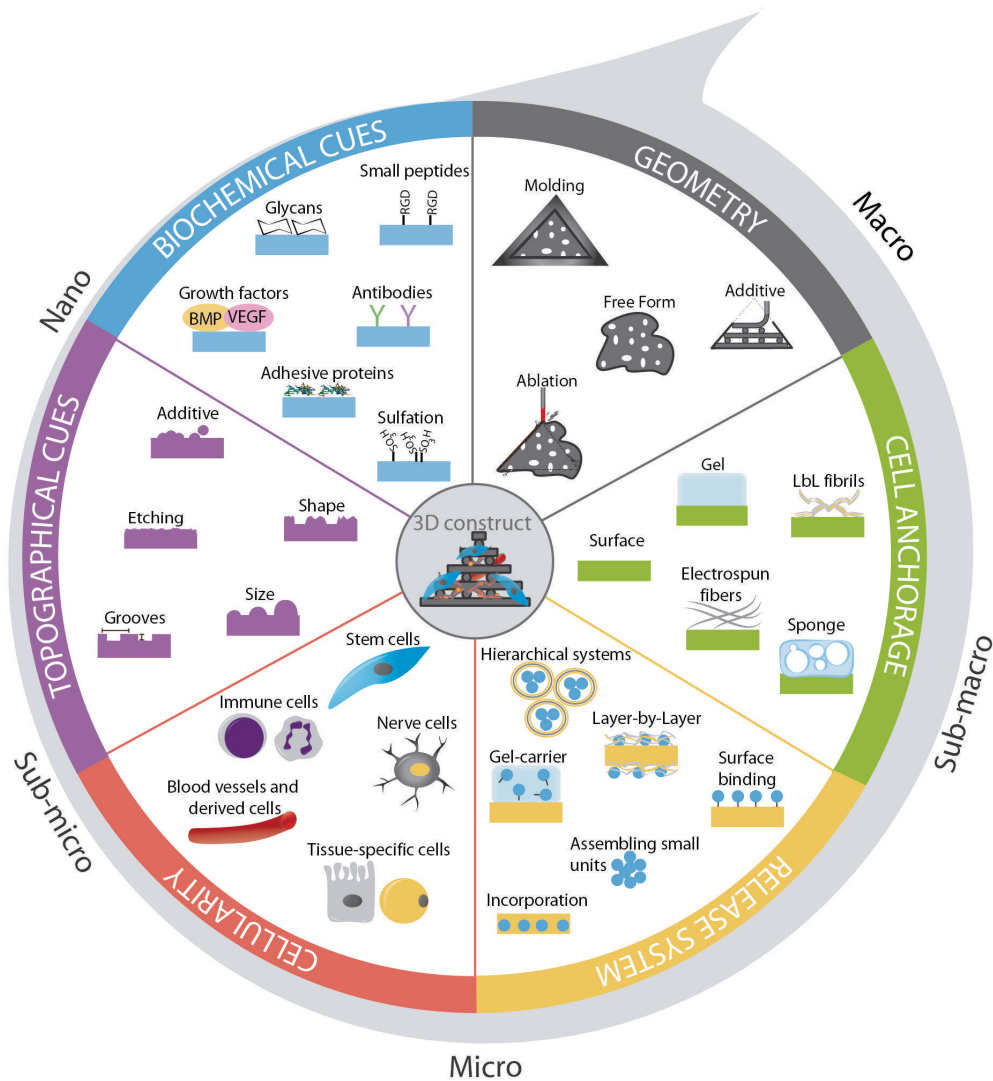 BIOCHEMICAL CUES
Small peptides
RGD
RGD
Glycans
Growth factors
BMP
VEGF
Antibodies
Adhesive proteins
Sulfation
SO₃H
SO₃H
SO₃H
GEOMETRY
Molding
Free Form
Additive
Ablation
Macro
CELL ANCHORAGE
Gel
LbL fibrils
Surface
Electrospun
fibers
Sponge
Sub-macro
RELEASE SYSTEM
Hierarchical systems
Layer-by-Layer
Gel-carrier
Surface
binding
Assembling small
units
Incorporation
Micro
CELLULARITY
Stem cells
Immune cells
Nerve cells
Blood vessels and
derived cells
Tissue-specific cells
Sub-micro
TOPOGRAPHICAL CUES
Additive
Etching
Shape
Grooves
Size
Nano
3D construct